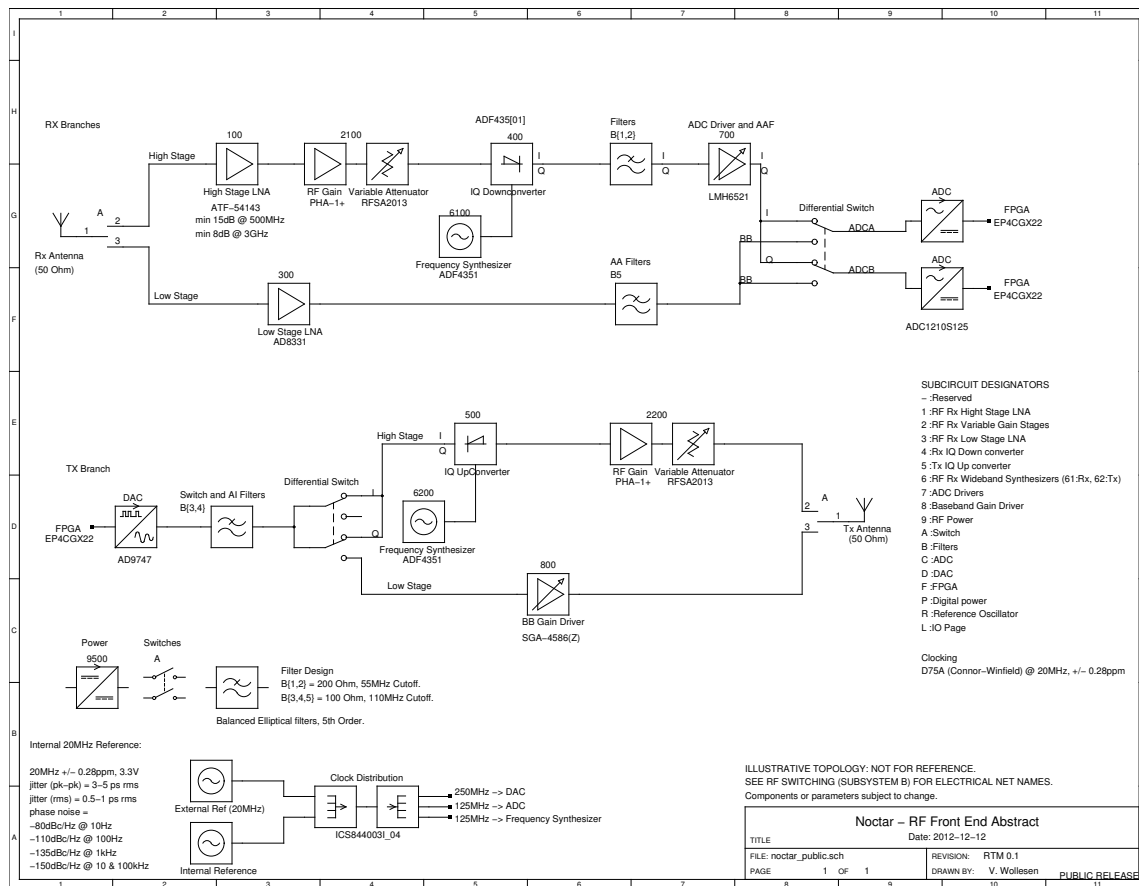 1 2 3 4 5 6 7 8 9 10 11
I
H
G
F
E
D
C
B
A
RX Branches
High Stage
100
High Stage LNA
ATF-54143
min 15dB @ 500MHz
min 8dB @ 3GHz
2100
RF Gain
PHA-1+
Variable Attenuator
RFSA2013
ADF435[01]
400
I
Q
IQ Downconverter
6100
Frequency Synthesizer
ADF4351
Filters
B{1,2}
I
Q
ADC Driver and AAF
700
I
Q
LMH6521
A
2
1
3
Rx Antenna
(50 Ohm)
Low Stage
300
Low Stage LNA
AD8331
AA Filters
B5
Differential Switch
I
BB
Q
BB
ADCA
ADCB
ADC
FPGA
EP4CGX22
ADC
FPGA
EP4CGX22
ADC1210S125
TX Branch
FPGA
EP4CGX22
DAC
AD9747
Switch and AI Filters
B{3,4}
Differential Switch
I
Q
High Stage
I
Q
500
IQ UpConverter
6200
Frequency Synthesizer
ADF4351
2200
RF Gain
PHA-1+
Variable Attenuator
RFSA2013
Low Stage
800
BB Gain Driver
SGA-4586(Z)
A
2
1
3
Tx Antenna
(50 Ohm)
SUBCIRCUIT DESIGNATORS
- :Reserved
1 :RF Rx Hight Stage LNA
2 :RF Rx Variable Gain Stages
3 :RF Rx Low Stage LNA
4 :Rx IQ Down converter
5 :Tx IQ Up converter
6 :RF Rx Wideband Synthesizers (61:Rx, 62:Tx)
7 :ADC Drivers
8 :Baseband Gain Driver
9 :RF Power
A :Switch
B :Filters
C :ADC
D :DAC
F :FPGA
P :Digital power
R :Reference Oscillator
L :IO Page
Clocking
D75A (Connor-Winfield) @ 20MHz, +/- 0.28ppm
Power
9500
Switches
A
Filter Design
B{1,2} = 200 Ohm, 55MHz Cutoff.
B{3,4,5} = 100 Ohm, 110MHz Cutoff.
Balanced Elliptical filters, 5th Order.
Internal 20MHz Reference:
20MHz +/- 0.28ppm, 3.3V
jitter (pk-pk) = 3-5 ps rms
jitter (rms) = 0.5-1 ps rms
phase noise =
-80dBc/Hz @ 10Hz
-110dBc/Hz @ 100Hz
-135dBc/Hz @ 1kHz
-150dBc/Hz @ 10 & 100kHz
External Ref (20MHz)
Internal Reference
Clock Distribution
ICS844003I_04
250MHz -> DAC
125MHz -> ADC
125MHz -> Frequency Synthesizer
ILLUSTRATIVE TOPOLOGY: NOT FOR REFERENCE.
SEE RF SWITCHING (SUBSYSTEM B) FOR ELECTRICAL NET NAMES.
Components or parameters subject to change.
Noctar - RF Front End Abstract
Date: 2012-12-12
TITLE
FILE: noctar_public.sch
REVISION: RTM 0.1
PAGE 1 OF 1
DRAWN BY: V. Wollesen
PUBLIC RELEASE
1 2 3 4 5 6 7 8 9 10 11